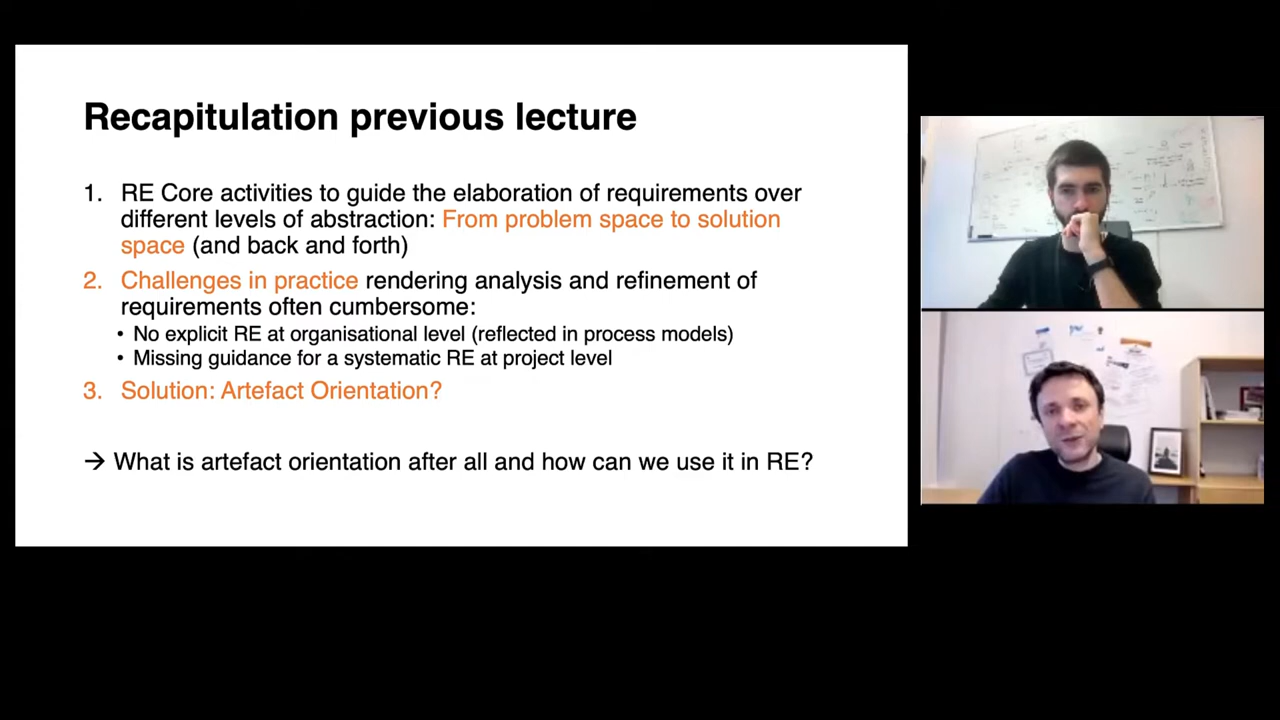 Recapitulation previous lecture
1. RE Core activities to guide the elaboration of requirements over
different levels of abstraction: From problem space to solution
space (and back and forth)
2. Challenges in practice rendering analysis and refinement of
requirements often cumbersome:
• No explicit RE at organisational level (reflected in process models)
• Missing guidance for a systematic RE at project level
3. Solution: Artefact Orientation?
→ What is artefact orientation after all and how can we use it in RE?